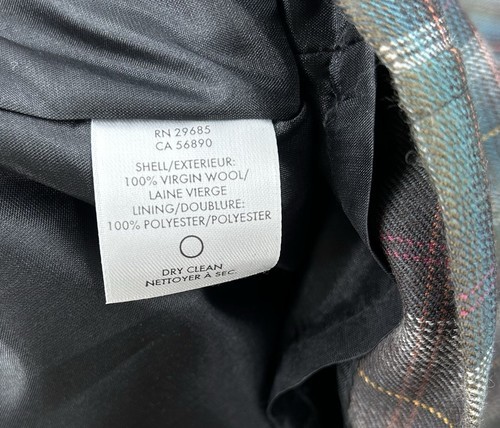 RN 29685
CA 56890
SHELL/EXTERIEUR:
100% VIRGIN WOOL/
LAINE VIERGE
LINING/DOUBLURE:
100% POLYESTER/POLYESTER
DRY CLEAN
NETTOYER A SEC.